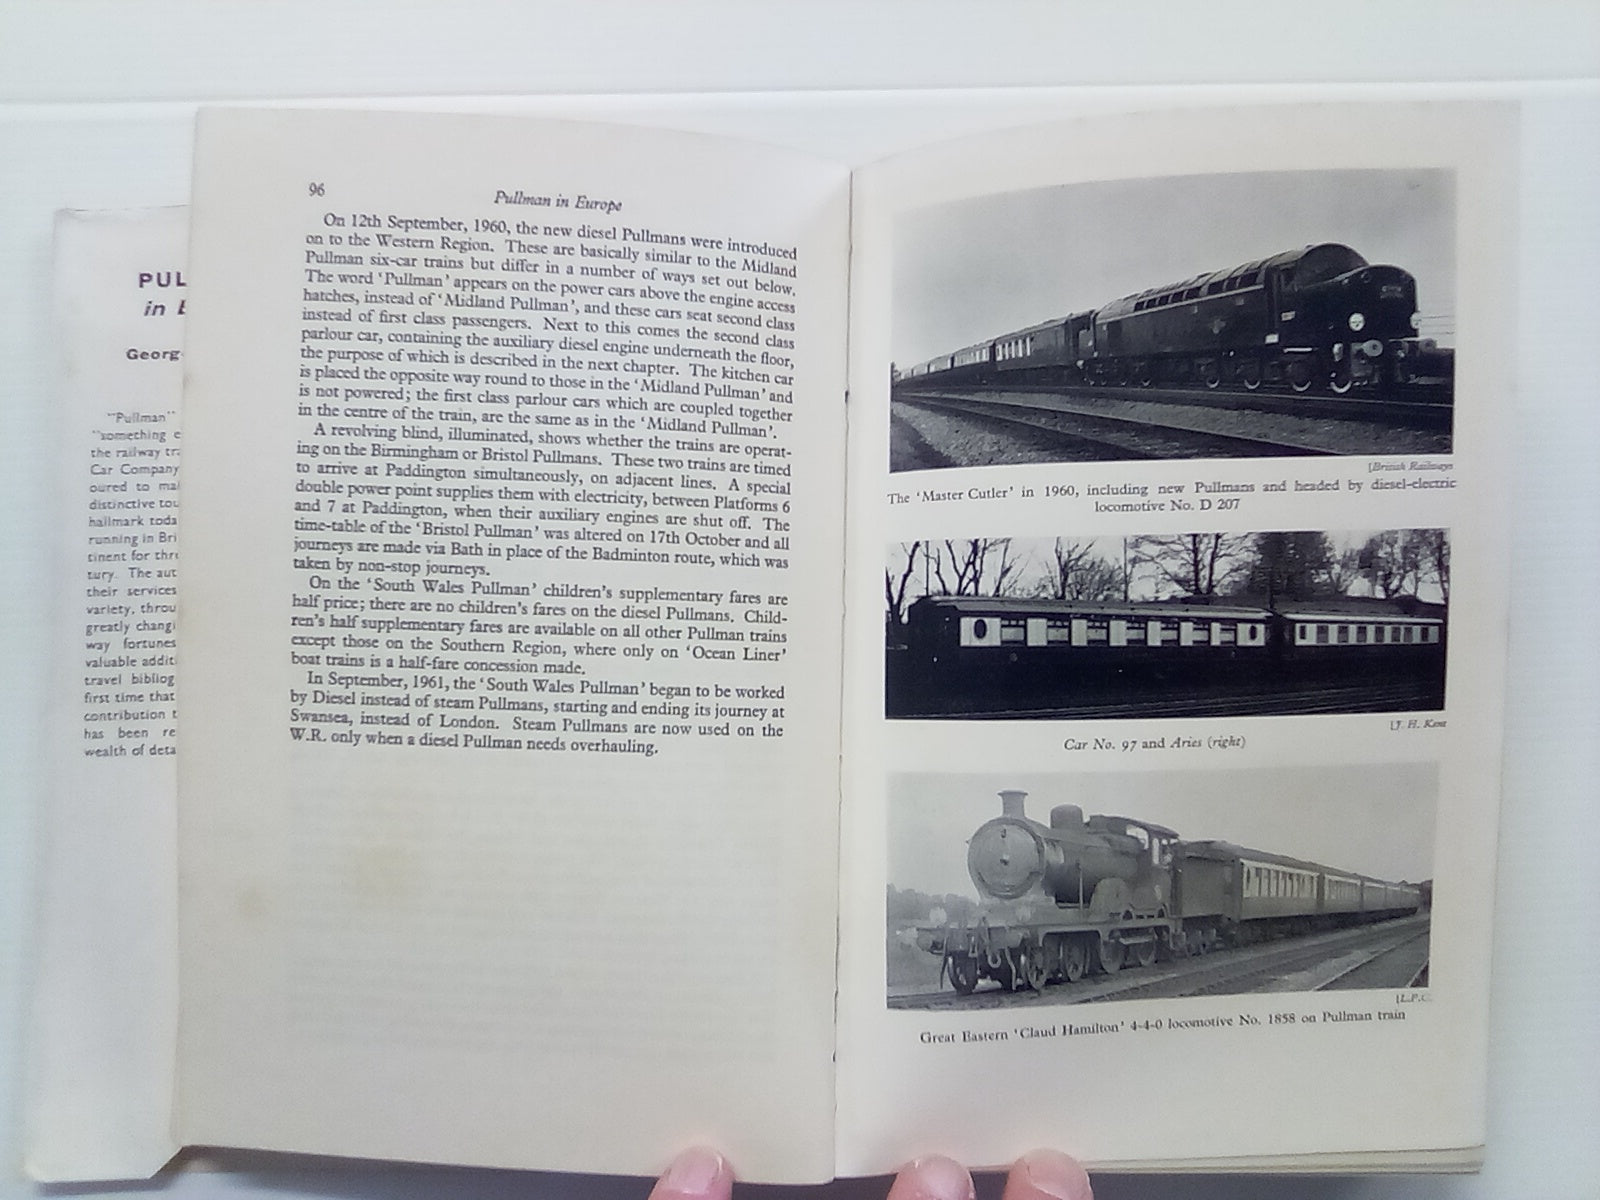 PUL
in E
Georg
"Pullman"
"something e
the railway tra
Car Company
oured to mai
distinctive tou
hallmark toda
running in Bri
tinent for thre
tury. The aut
their services
variety, throu
greatly changi
way fortunes
valuable additi
travel bibliog
first time that
contribution t
has been re
wealth of deta
96
Pullman in Europe
On 12th September, 1960, the new diesel Pullmans were introduced
on to the Western Region. These are basically similar to the Midland
Pullman six-car trains but differ in a number of ways set out below.
The word 'Pullman' appears on the power cars above the engine access
hatches, instead of 'Midland Pullman', and these cars seat second class
instead of first class passengers. Next to this comes the second class
parlour car, containing the auxiliary diesel engine underneath the floor,
the purpose of which is described in the next chapter. The kitchen car
is placed the opposite way round to those in the 'Midland Pullman' and
is not powered; the first class parlour cars which are coupled together
in the centre of the train, are the same as in the 'Midland Pullman'.
A revolving blind, illuminated, shows whether the trains are operat-
ing on the Birmingham or Bristol Pullmans. These two trains are timed
to arrive at Paddington simultaneously, on adjacent lines. A special
double power point supplies them with electricity, between Platforms 6
and 7 at Paddington, when their auxiliary engines are shut off. The
time-table of the 'Bristol Pullman' was altered on 17th October and all
journeys are made via Bath in place of the Badminton route, which was
taken by non-stop journeys.
On the 'South Wales Pullman' children's supplementary fares are
half price; there are no children's fares on the diesel Pullmans. Child-
ren's half supplementary fares are available on all other Pullman trains
except those on the Southern Region, where only on 'Ocean Liner'
boat trains is a half-fare concession made.
In September, 1961, the 'South Wales Pullman' began to be worked
by Diesel instead of steam Pullmans, starting and ending its journey at
Swansea, instead of London. Steam Pullmans are now used on the
W.R. only when a diesel Pullman needs overhauling.
[British Railways
The 'Master Cutler' in 1960, including new Pullmans and headed by diesel-electric
locomotive No. D 207
[J. H. Kent
Car No. 97 and Aries (right)
[L.P.C.
Great Eastern 'Claud Hamilton' 4-4-0 locomotive No. 1858 on Pullman train